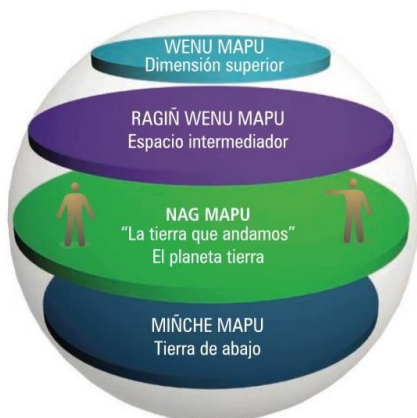 WENU MAPU
Dimensión superior
RAGIÑ WENU MAPU
Espacio intermediador
NAG MAPU
“La tierra que andamos”
El planeta tierra
MIÑCHE MAPU
Tierra de abajo